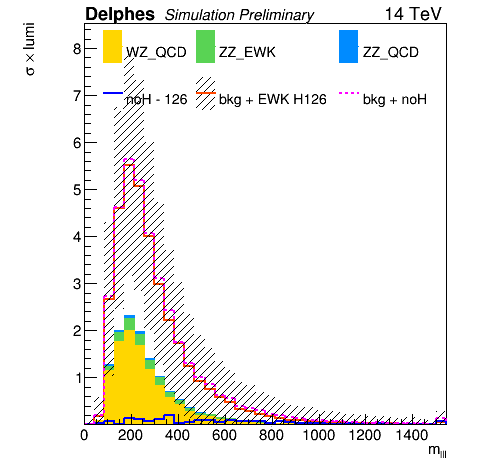 Delphes Simulation Preliminary 14 TeV
σ × lumi
WZ_QCD ZZ_EWK ZZ_QCD
noH - 126 bkg + EWK H126 bkg + noH
8
7
6
5
4
3
2
1
0 200 400 600 800 1000 1200 1400
m_lll